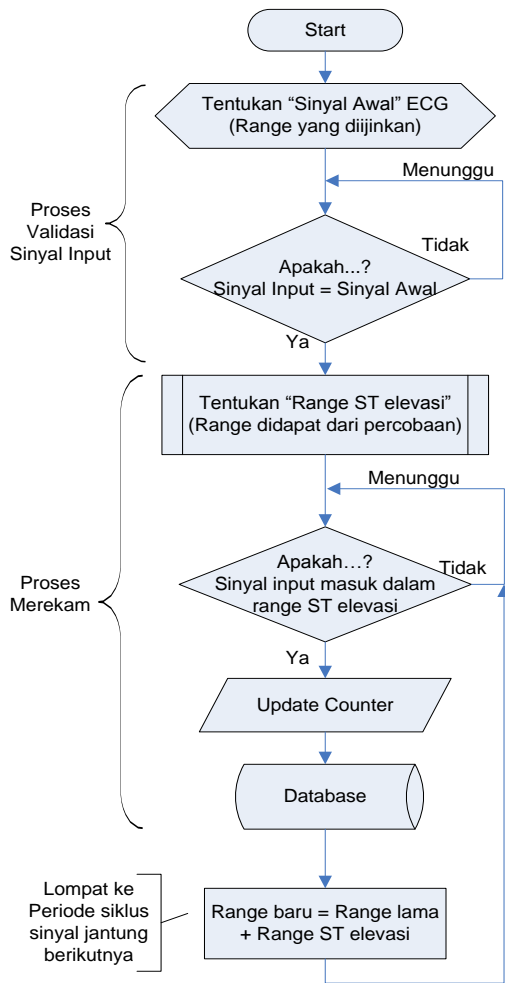 Start
Tentukan “Sinyal Awal” ECG
(Range yang diijinkan)
Menunggu
Proses
Validasi
Sinyal Input
Tidak
Apakah...?
Sinyal Input = Sinyal Awal
Ya
Tentukan “Range ST elevasi”
(Range didapat dari percobaan)
Menunggu
Proses
Merekam
Apakah…?
Sinyal input masuk dalam
range ST elevasi
Tidak
Ya
Update Counter
Database
Lompat ke
Periode siklus
sinyal jantung
berikutnya
Range baru = Range lama
+ Range ST elevasi